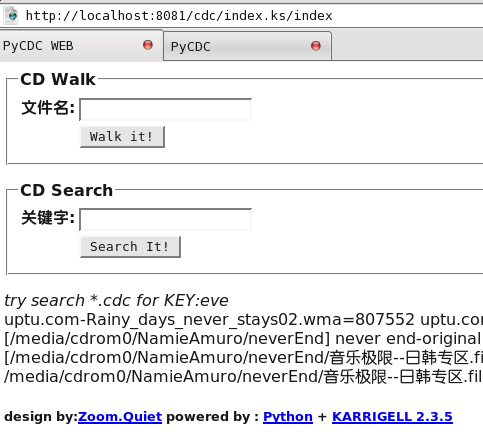 http://localhost:8081/cdc/index.ks/index
PyCDC WEB PyCDC
CD Walk
文件名:
Walk it!
CD Search
关键字:
Search It!
try search *.cdc for KEY:eve
uptu.com-Rainy_days_never_stays02.wma=807552 uptu.com
[/media/cdrom0/NamieAmuro/neverEnd] never end-original
[/media/cdrom0/NamieAmuro/neverEnd/音乐极限--日韩专区.fil
/media/cdrom0/NamieAmuro/neverEnd/音乐极限--日韩专区.fil
design by:Zoom.Quiet powered by : Python + KARRIGELL 2.3.5